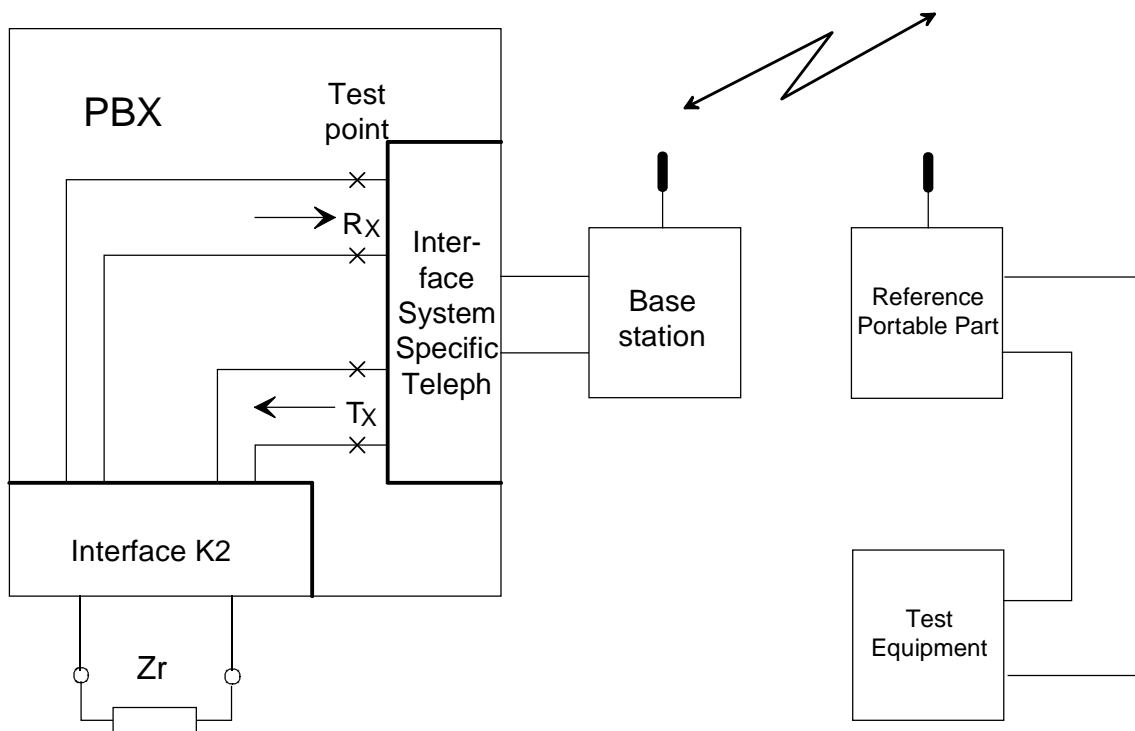 PBX
Test
point
RX
Inter-
face
System
Specific
Teleph
TX
Interface K2
Zr
Base
station
Reference
Portable Part
Test
Equipment